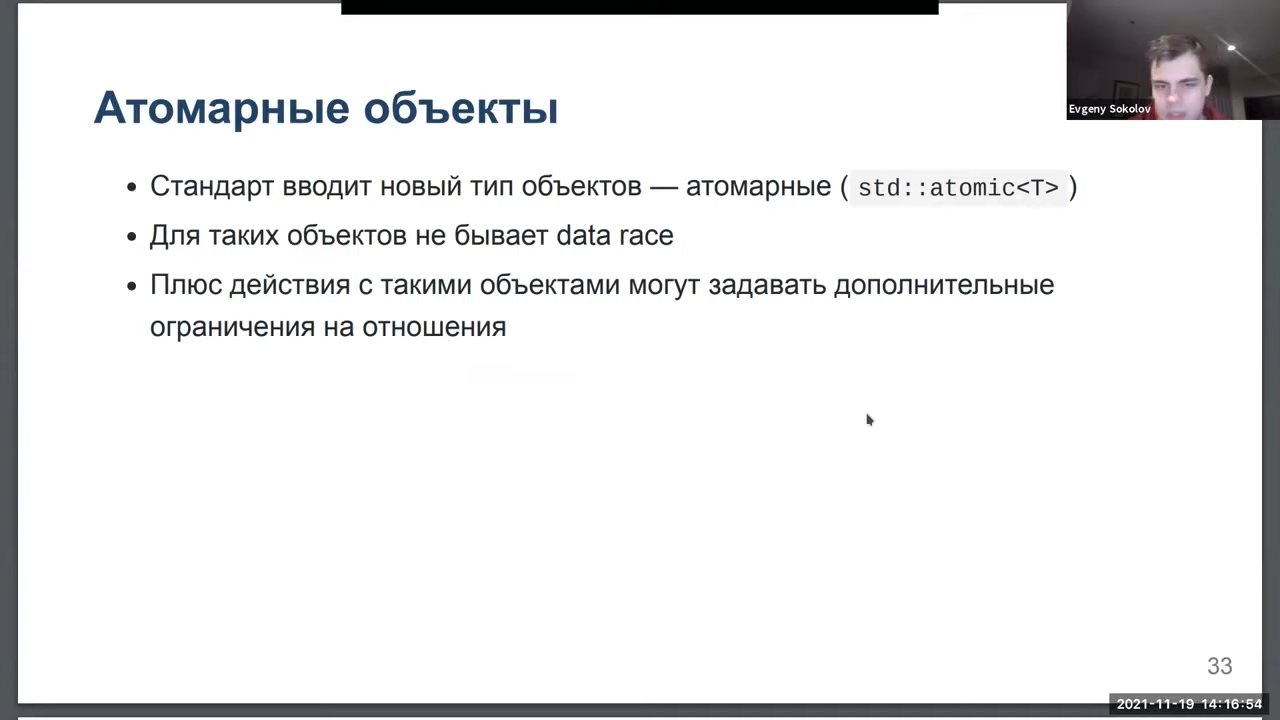 Атомарные объекты
Evgeny Sokolov
• Стандарт вводит новый тип объектов — атомарные ( std::atomic<T> )
• Для таких объектов не бывает data race
• Плюс действия с такими объектами могут задавать дополнительные
ограничения на отношения
33
2021-11-19 14:16:54